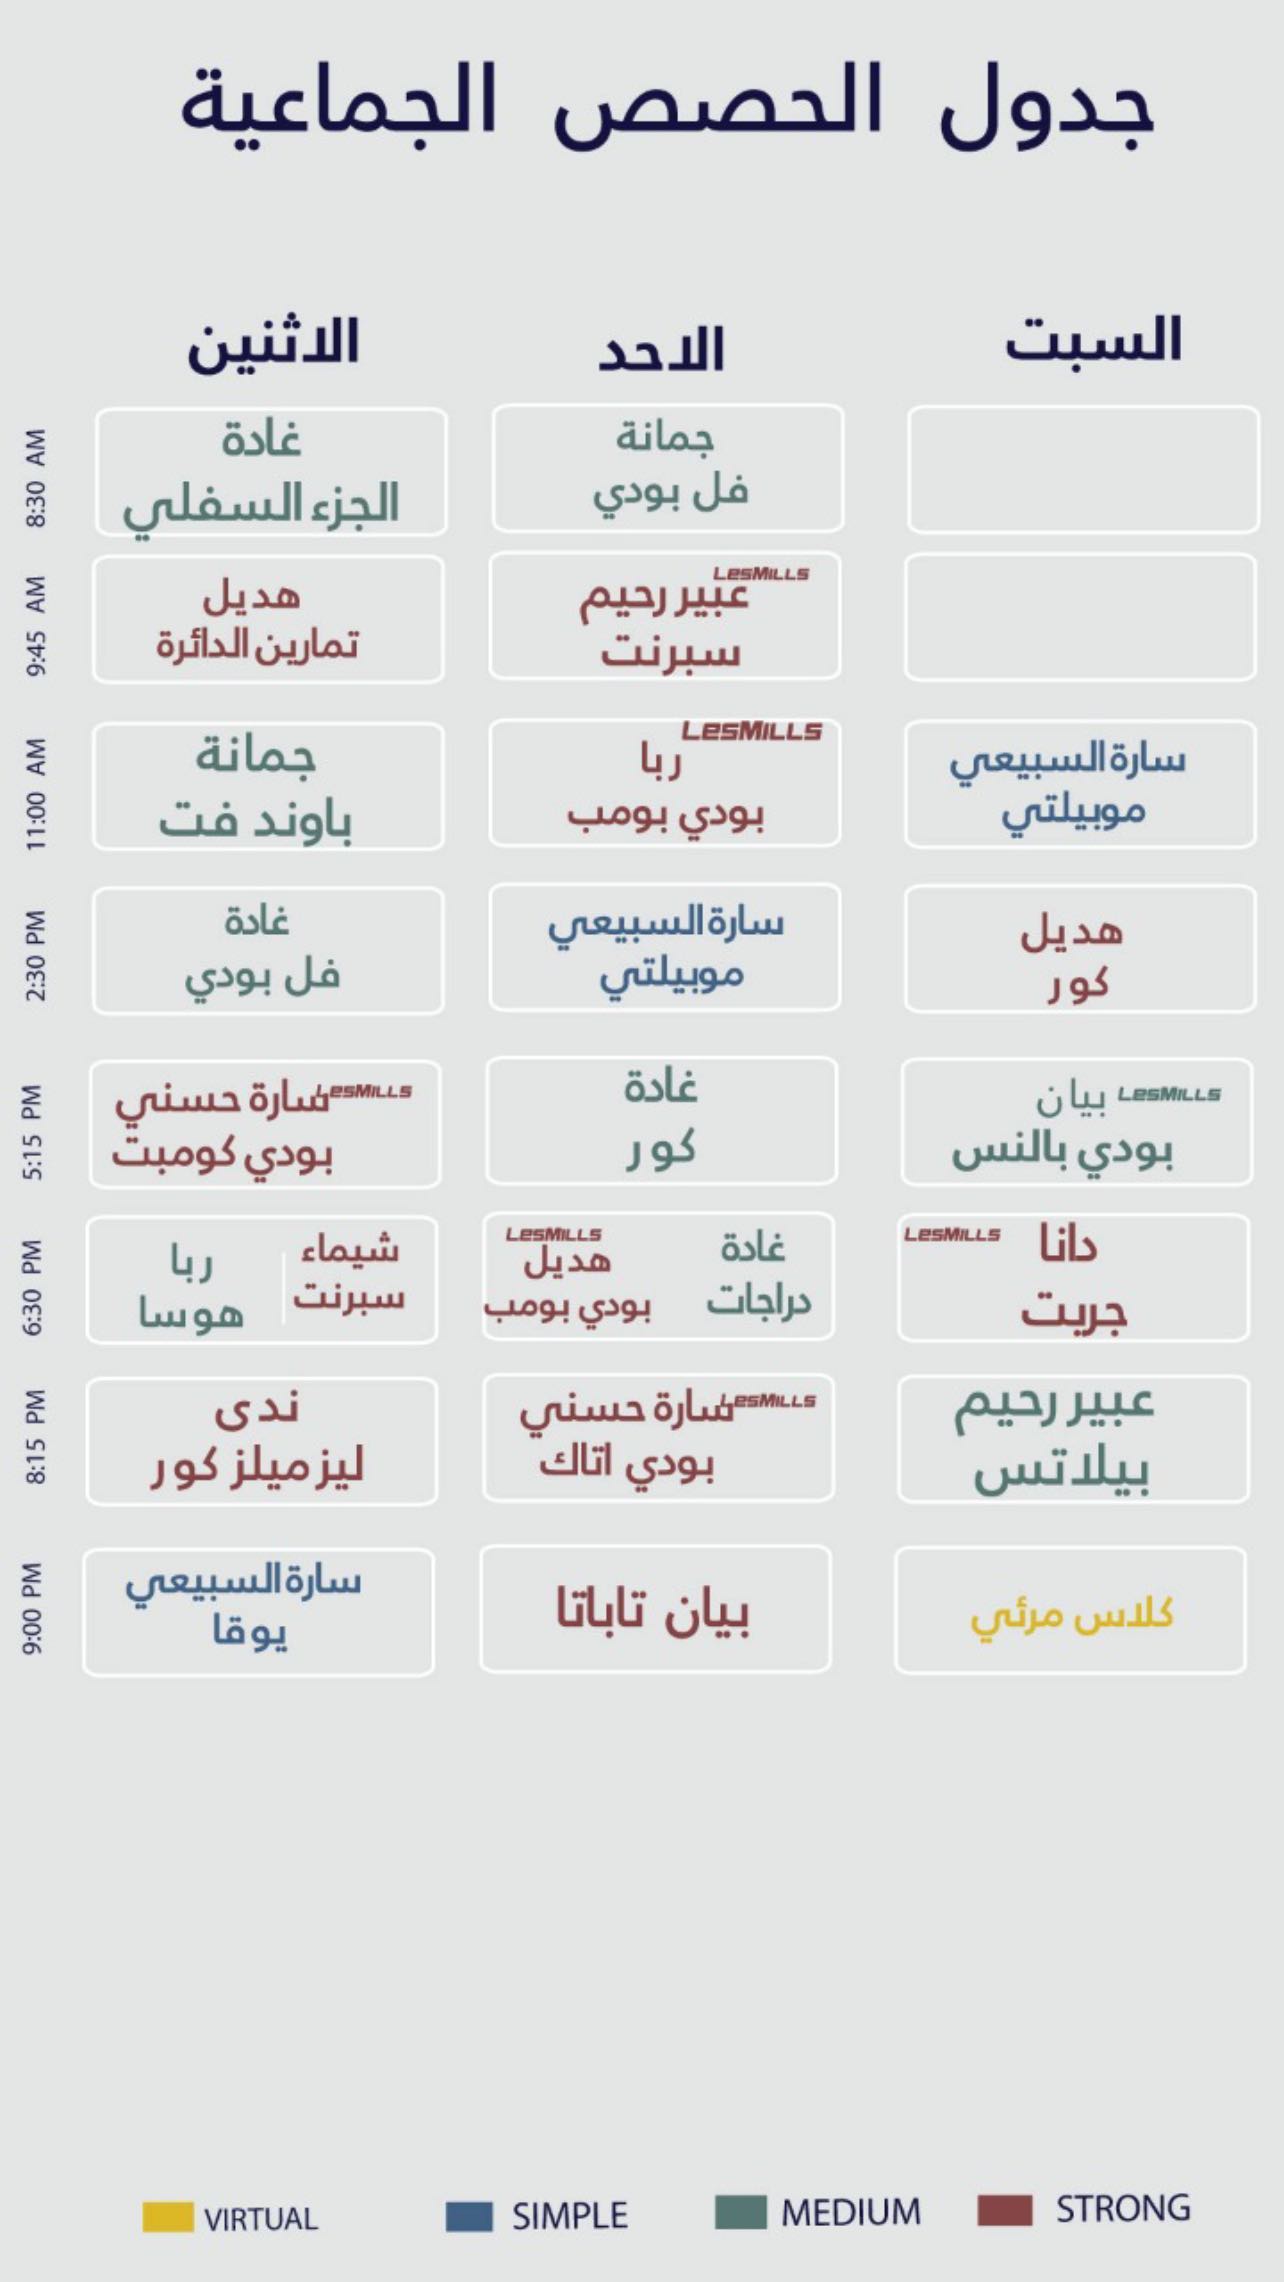 جدول الحصص الجماعية
السبت
الاحد
الاثنين
8:30 AM
جمانة
فل بودي
غادة
الجزء السفلي
9:45 AM
LESMILLS
عبير رحيم
سبرنت
هديل
تمارين الدائرة
11:00 AM
سارة السبيعي
موبيلتي
LESMILLS
ربا
بودي بومب
جمانة
باوند فت
2:30 PM
هديل
كور
سارة السبيعي
موبيلتي
غادة
فل بودي
5:15 PM
LESMILLS بيان
بودي بالنس
غادة
كور
LESMILLS سارة حسني
بودي كومبت
6:30 PM
دانا LESMILLS
جريت
غادة
دراجات
LESMILLS
هديل
بودي بومب
شيماء
سبرنت
ربا
هوسا
8:15 PM
عبير رحيم
بيلاتس
LESMILLS سارة حسني
بودي اتاك
ندى
ليزميلز كور
9:00 PM
كلاس مرئي
بيان تاباتا
سارة السبيعي
يوقا
VIRTUAL
SIMPLE
MEDIUM
STRONG